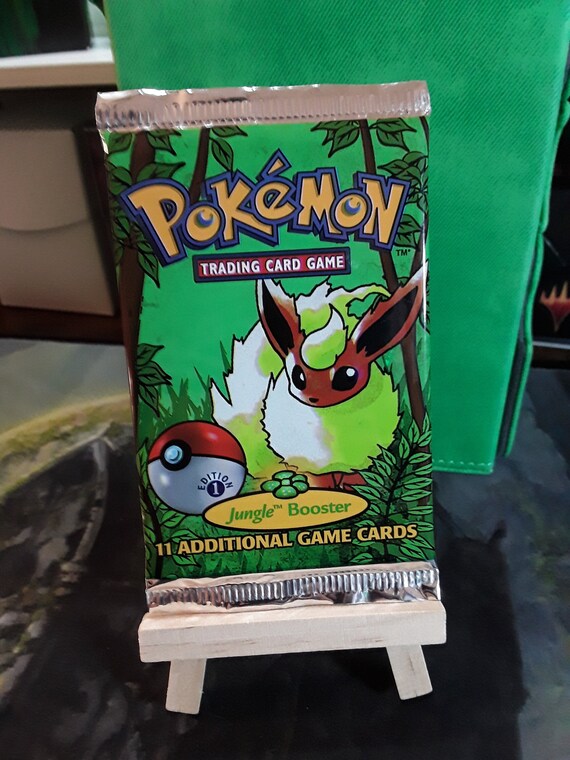 POKéMON
TM
TRADING CARD GAME
EDITION
1
Jungle™ Booster
11 ADDITIONAL GAME CARDS